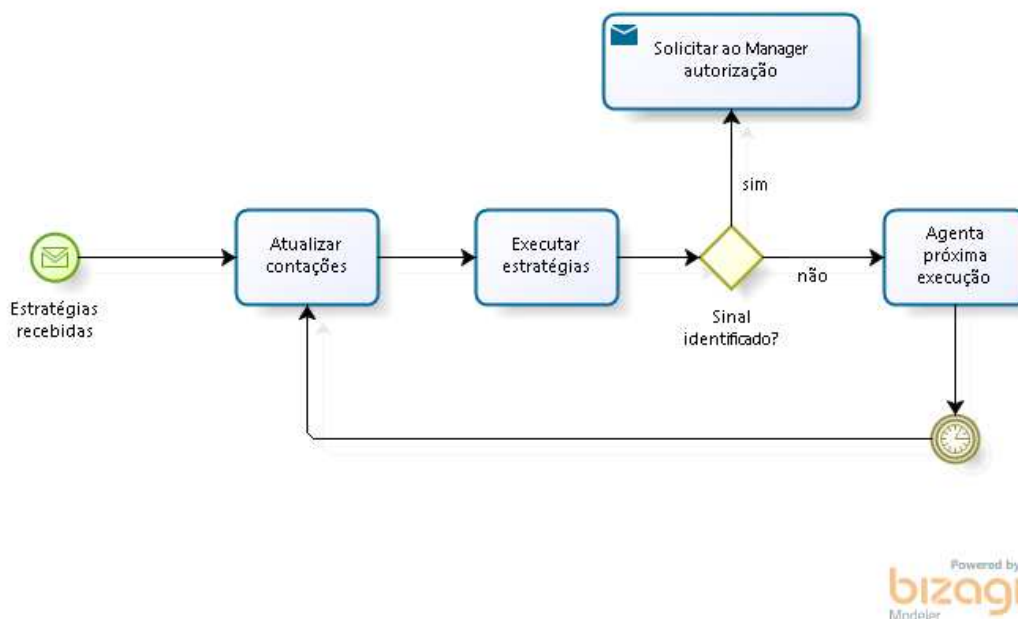 Solicitar ao Manager
autorização
sim
Atualizar
contações
Executar
estratégias
Agenta
próxima
execução
não
Estratégias
recebidas
Sinal
identificado?
Powered by
bizagi
Modeler